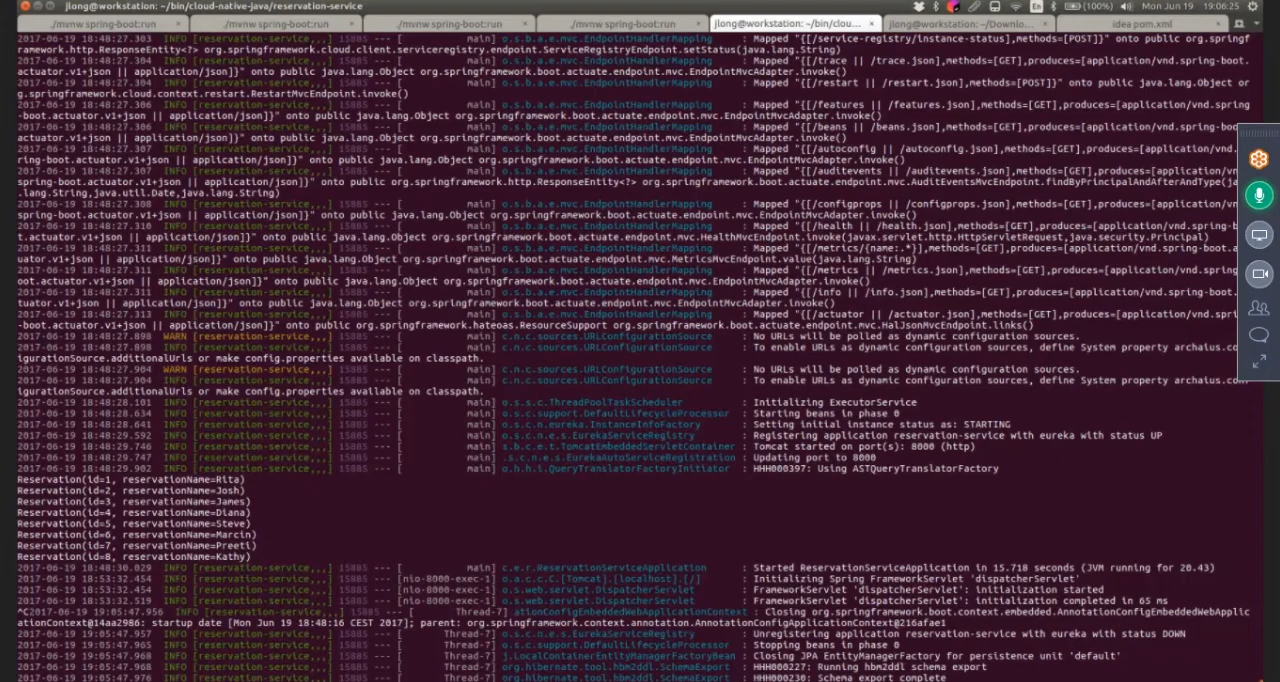 jlong@workstation: ~/bin/cloud-native-java/reservation-service
En (100%) Mon Jun 19 19:06:25
./mvnw spring-boot:run × ./mvnw spring-boot:run × ./mvnw spring-boot:run × ./mvnw spring-boot:run × jlong@workstation: ~/bin/clou... × jlong@workstation: ~/Downlo... × idea pom.xml ×
2017-06-19 18:48:27.303 INFO [reservation-service,,,] 15885 --- [ main] o.s.b.a.e.mvc.EndpointHandlerMapping : Mapped "{[/service-registry/instance-status],methods=[POST]}" onto public org.springf
ramework.http.ResponseEntity<?> org.springframework.cloud.client.serviceregistry.endpoint.ServiceRegistryEndpoint.setStatus(java.lang.String)
2017-06-19 18:48:27.304 INFO [reservation-service,,,] 15885 --- [ main] o.s.b.a.e.mvc.EndpointHandlerMapping : Mapped "{[/trace || /trace.json],methods=[GET],produces=[application/vnd.spring-boot.
actuator.v1+json || application/json]}" onto public java.lang.Object org.springframework.boot.actuate.endpoint.mvc.EndpointMvcAdapter.invoke()
2017-06-19 18:48:27.304 INFO [reservation-service,,,] 15885 --- [ main] o.s.b.a.e.mvc.EndpointHandlerMapping : Mapped "{[/restart || /restart.json],methods=[POST]}" onto public java.lang.Object or
g.springframework.cloud.context.restart.RestartMvcEndpoint.invoke()
2017-06-19 18:48:27.306 INFO [reservation-service,,,] 15885 --- [ main] o.s.b.a.e.mvc.EndpointHandlerMapping : Mapped "{[/features || /features.json],methods=[GET],produces=[application/vnd.spring
-boot.actuator.v1+json || application/json]}" onto public java.lang.Object org.springframework.boot.actuate.endpoint.mvc.EndpointMvcAdapter.invoke()
2017-06-19 18:48:27.306 INFO [reservation-service,,,] 15885 --- [ main] o.s.b.a.e.mvc.EndpointHandlerMapping : Mapped "{[/beans || /beans.json],methods=[GET],produces=[application/vnd.spring-boot.
actuator.v1+json || application/json]}" onto public java.lang.Object org.springframework.boot.actuate.endpoint.mvc.EndpointMvcAdapter.invoke()
2017-06-19 18:48:27.307 INFO [reservation-service,,,] 15885 --- [ main] o.s.b.a.e.mvc.EndpointHandlerMapping : Mapped "{[/autoconfig || /autoconfig.json],methods=[GET],produces=[application/vnd.
ring-boot.actuator.v1+json || application/json]}" onto public java.lang.Object org.springframework.boot.actuate.endpoint.mvc.EndpointMvcAdapter.invoke()
2017-06-19 18:48:27.307 INFO [reservation-service,,,] 15885 --- [ main] o.s.b.a.e.mvc.EndpointHandlerMapping : Mapped "{[/auditevents || /auditevents.json],methods=[GET],produces=[application/v
spring-boot.actuator.v1+json || application/json]}" onto public org.springframework.http.ResponseEntity<?> org.springframework.boot.actuate.endpoint.mvc.AuditEventsMvcEndpoint.findByPrincipalAndAfterAndType(ja
.lang.String,java.util.Date,java.lang.String)
2017-06-19 18:48:27.308 INFO [reservation-service,,,] 15885 --- [ main] o.s.b.a.e.mvc.EndpointHandlerMapping : Mapped "{[/configprops || /configprops.json],methods=[GET],produces=[application/vn
spring-boot.actuator.v1+json || application/json]}" onto public java.lang.Object org.springframework.boot.actuate.endpoint.mvc.EndpointMvcAdapter.invoke()
2017-06-19 18:48:27.310 INFO [reservation-service,,,] 15885 --- [ main] o.s.b.a.e.mvc.EndpointHandlerMapping : Mapped "{[/health || /health.json],methods=[GET],produces=[application/vnd.spring-b
t.actuator.v1+json || application/json]}" onto public java.lang.Object org.springframework.boot.actuate.endpoint.mvc.HealthMvcEndpoint.invoke(javax.servlet.http.HttpServletRequest,java.security.Principal)
2017-06-19 18:48:27.311 INFO [reservation-service,,,] 15885 --- [ main] o.s.b.a.e.mvc.EndpointHandlerMapping : Mapped "{[/metrics/{name:.*}],methods=[GET],produces=[application/vnd.spring-boot.a
uator.v1+json || application/json]}" onto public java.lang.Object org.springframework.boot.actuate.endpoint.mvc.MetricsMvcEndpoint.value(java.lang.String)
2017-06-19 18:48:27.311 INFO [reservation-service,,,] 15885 --- [ main] o.s.b.a.e.mvc.EndpointHandlerMapping : Mapped "{[/metrics || /metrics.json],methods=[GET],produces=[application/vnd.spring
oot.actuator.v1+json || application/json]}" onto public java.lang.Object org.springframework.boot.actuate.endpoint.mvc.EndpointMvcAdapter.invoke()
2017-06-19 18:48:27.311 INFO [reservation-service,,,] 15885 --- [ main] o.s.b.a.e.mvc.EndpointHandlerMapping : Mapped "{[/info || /info.json],methods=[GET],produces=[application/vnd.spring-boot.
tuator.v1+json || application/json]}" onto public java.lang.Object org.springframework.boot.actuate.endpoint.mvc.EndpointMvcAdapter.invoke()
2017-06-19 18:48:27.313 INFO [reservation-service,,,] 15885 --- [ main] o.s.b.a.e.mvc.EndpointHandlerMapping : Mapped "{[/actuator || /actuator.json],methods=[GET],produces=[application/vnd.spri
-boot.actuator.v1+json || application/json]}" onto public org.springframework.hateoas.ResourceSupport org.springframework.boot.actuate.endpoint.mvc.HalJsonMvcEndpoint.links()
2017-06-19 18:48:27.898 WARN [reservation-service,,,] 15885 --- [ main] c.n.c.sources.URLConfigurationSource : No URLs will be polled as dynamic configuration sources.
2017-06-19 18:48:27.898 INFO [reservation-service,,,] 15885 --- [ main] c.n.c.sources.URLConfigurationSource : To enable URLs as dynamic configuration sources, define System property archaius.co
igurationSource.additionalUrls or make config.properties available on classpath.
2017-06-19 18:48:27.904 WARN [reservation-service,,,] 15885 --- [ main] c.n.c.sources.URLConfigurationSource : No URLs will be polled as dynamic configuration sources.
2017-06-19 18:48:27.904 INFO [reservation-service,,,] 15885 --- [ main] c.n.c.sources.URLConfigurationSource : To enable URLs as dynamic configuration sources, define System property archaius.co
igurationSource.additionalUrls or make config.properties available on classpath.
2017-06-19 18:48:28.101 INFO [reservation-service,,,] 15885 --- [ main] o.s.s.c.ThreadPoolTaskScheduler : Initializing ExecutorService
2017-06-19 18:48:28.634 INFO [reservation-service,,,] 15885 --- [ main] o.s.c.support.DefaultLifecycleProcessor : Starting beans in phase 0
2017-06-19 18:48:28.641 INFO [reservation-service,,,] 15885 --- [ main] o.s.c.n.eureka.InstanceInfoFactory : Setting initial instance status as: STARTING
2017-06-19 18:48:29.592 INFO [reservation-service,,,] 15885 --- [ main] o.s.c.n.e.s.EurekaServiceRegistry : Registering application reservation-service with eureka with status UP
2017-06-19 18:48:29.746 INFO [reservation-service,,,] 15885 --- [ main] s.b.c.e.t.TomcatEmbeddedServletContainer : Tomcat started on port(s): 8000 (http)
2017-06-19 18:48:29.747 INFO [reservation-service,,,] 15885 --- [ main] .s.c.n.e.s.EurekaAutoServiceRegistration : Updating port to 8000
2017-06-19 18:48:29.902 INFO [reservation-service,,,] 15885 --- [ main] o.h.h.i.QueryTranslatorFactoryInitiator : HHH000397: Using ASTQueryTranslatorFactory
Reservation(id=1, reservationName=Rita)
Reservation(id=2, reservationName=Josh)
Reservation(id=3, reservationName=James)
Reservation(id=4, reservationName=Diana)
Reservation(id=5, reservationName=Steve)
Reservation(id=6, reservationName=Marcin)
Reservation(id=7, reservationName=Preeti)
Reservation(id=8, reservationName=Kathy)
2017-06-19 18:48:30.029 INFO [reservation-service,,,] 15885 --- [ main] c.e.r.ReservationServiceApplication : Started ReservationServiceApplication in 15.718 seconds (JVM running for 20.43)
2017-06-19 18:53:32.454 INFO [reservation-service,,,] 15885 --- [nio-8000-exec-1] o.a.c.c.C.[Tomcat].[localhost].[/] : Initializing Spring FrameworkServlet 'dispatcherServlet'
2017-06-19 18:53:32.454 INFO [reservation-service,,,] 15885 --- [nio-8000-exec-1] o.s.web.servlet.DispatcherServlet : FrameworkServlet 'dispatcherServlet': initialization started
2017-06-19 18:53:32.519 INFO [reservation-service,,,] 15885 --- [nio-8000-exec-1] o.s.web.servlet.DispatcherServlet : FrameworkServlet 'dispatcherServlet': initialization completed in 65 ms
^C2017-06-19 19:05:47.956 INFO [reservation-service,,,] 15885 --- [ Thread-7] ationConfigEmbeddedWebApplicationContext : Closing org.springframework.boot.context.embedded.AnnotationConfigEmbeddedWebApplic
ationContext@14aa2986: startup date [Mon Jun 19 18:48:16 CEST 2017]; parent: org.springframework.context.annotation.AnnotationConfigApplicationContext@216afae1
2017-06-19 19:05:47.963 INFO [reservation-service,,,] 15885 --- [ Thread-7] o.s.c.n.e.s.EurekaServiceRegistry : Unregistering application reservation-service with eureka with status DOWN
2017-06-19 19:05:47.965 INFO [reservation-service,,,] 15885 --- [ Thread-7] o.s.c.support.DefaultLifecycleProcessor : Stopping beans in phase 0
2017-06-19 19:05:47.968 INFO [reservation-service,,,] 15885 --- [ Thread-7] j.LocalContainerEntityManagerFactoryBean : Closing JPA EntityManagerFactory for persistence unit 'default'
2017-06-19 19:05:47.968 INFO [reservation-service,,,] 15885 --- [ Thread-7] org.hibernate.tool.hbm2ddl.SchemaExport : HHH000227: Running hbm2ddl schema export
2017-06-19 19:05:47.976 INFO [reservation-service,,,] 15885 --- [ Thread-7] org.hibernate.tool.hbm2ddl.SchemaExport : HHH000230: Schema export complete